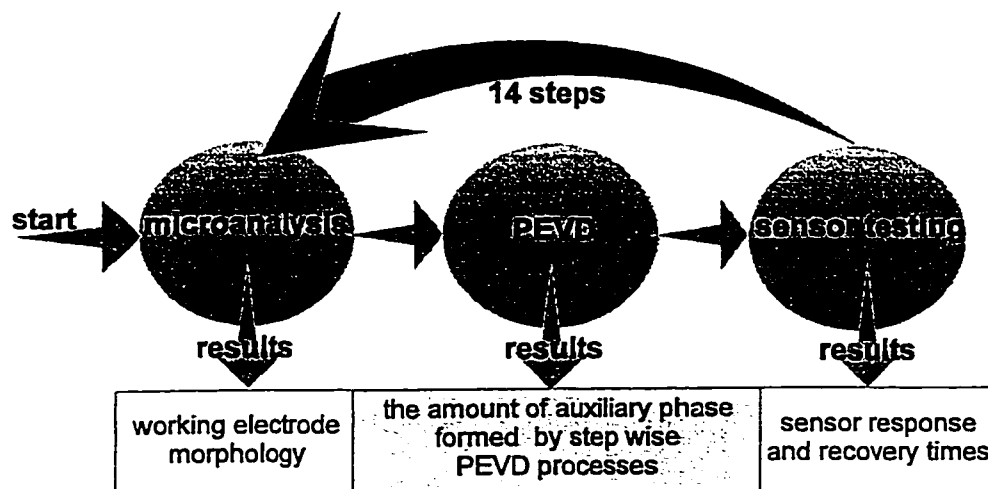 14 steps
start
microanalysis
PEVD
sensor testing
results
results
results
working electrode
morphology
the amount of auxiliary phase
formed by step wise
PEVD processes
sensor response
and recovery times